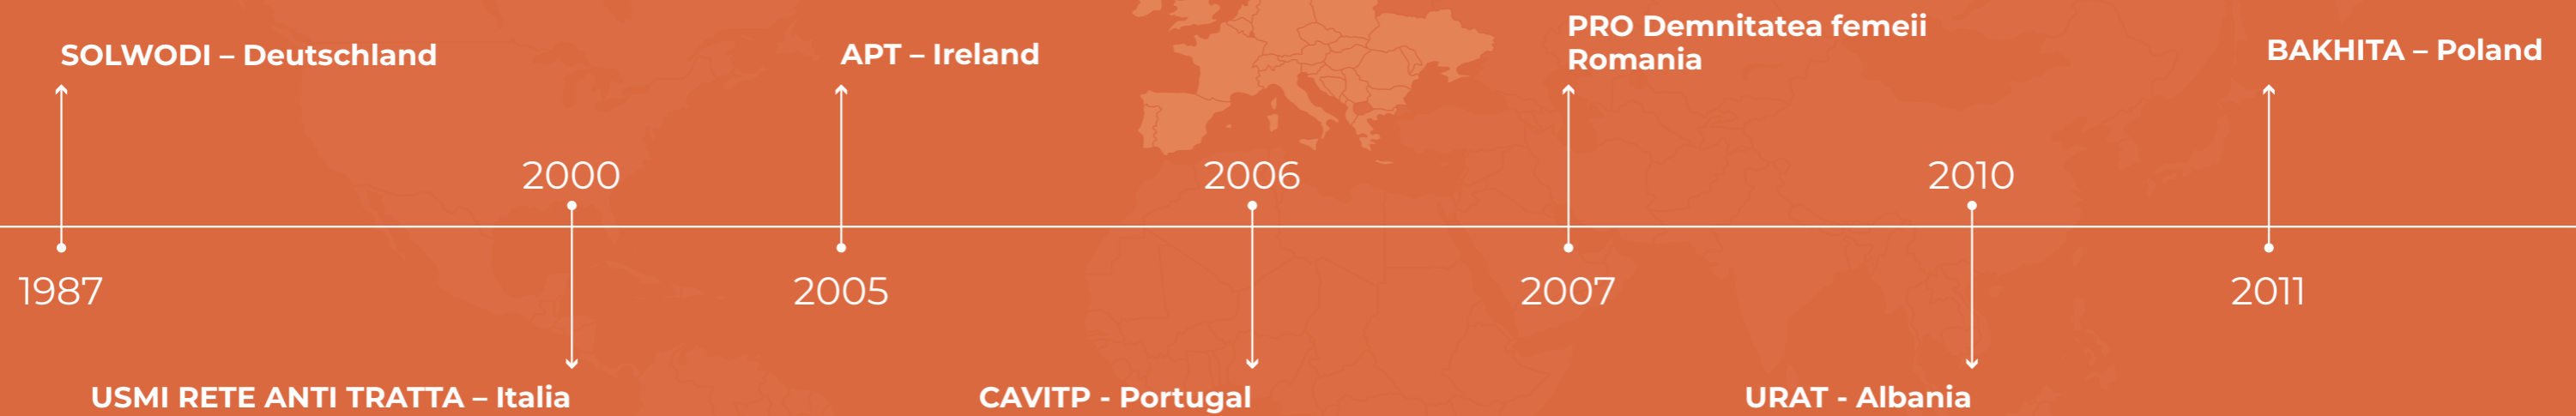 SOLWODI – Deutschland
APT – Ireland
PRO Demnitatea femeii
Romania
BAKHITA – Poland
2000
2006
2010
1987
2005
2007
2011
USMI RETE ANTI TRATTA – Italia
CAVITP - Portugal
URAT - Albania